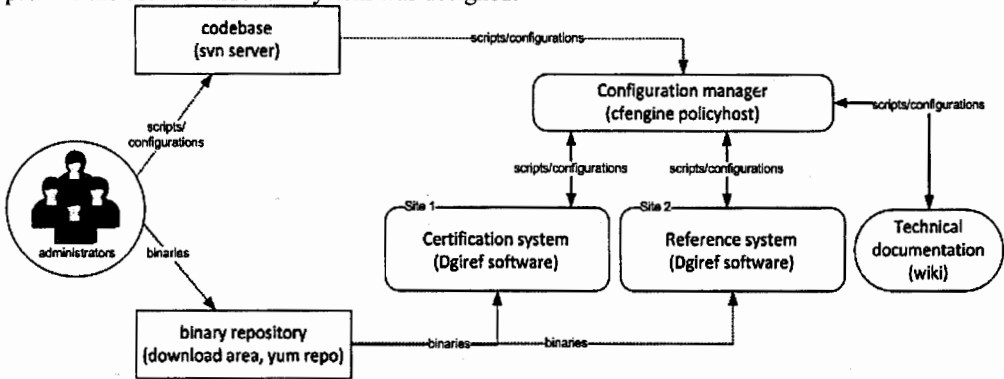 codebase
(svn server)
scripts/configurations
Configuration manager
(cfengine policyhost)
scripts/configurations
scripts/
configurations
scripts/configurations
scripts/configurations
Site 1
Site 2
Certification system
(Dgiref software)
Reference system
(Dgiref software)
Technical
documentation
(wiki)
administrators
binaries
binary repository
(download area, yum repo)
binaries
binaries